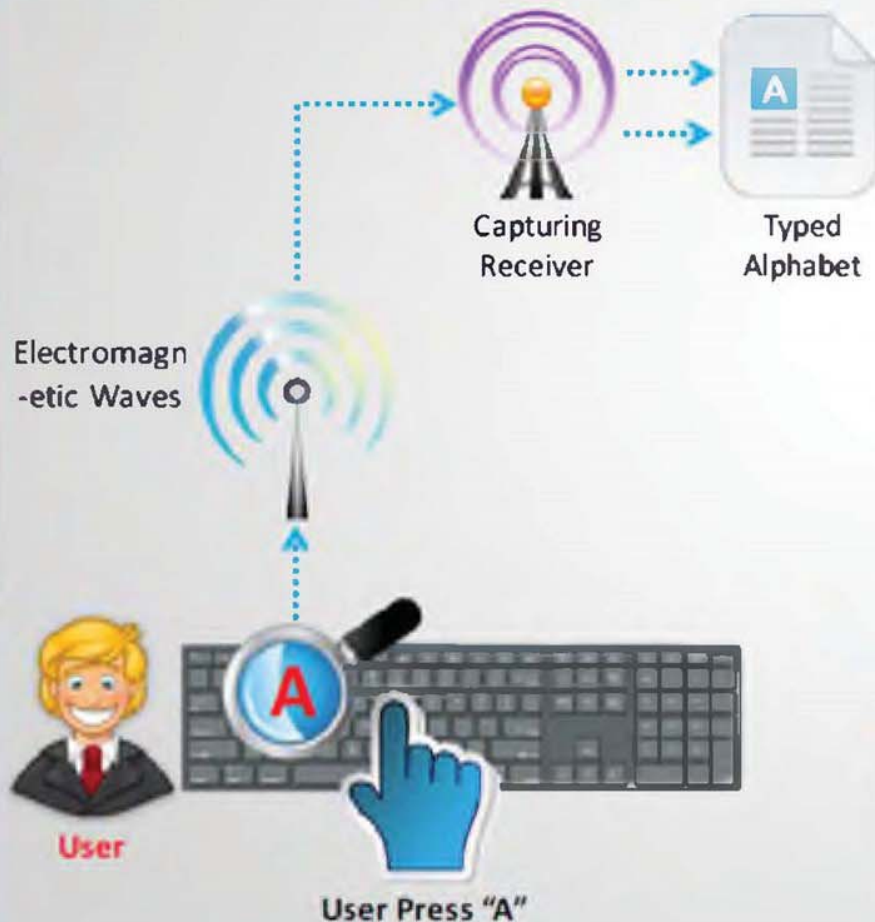 A
Capturing
Receiver
Typed
Alphabet
Electromagn
-etic Waves
A
User
User Press "A"